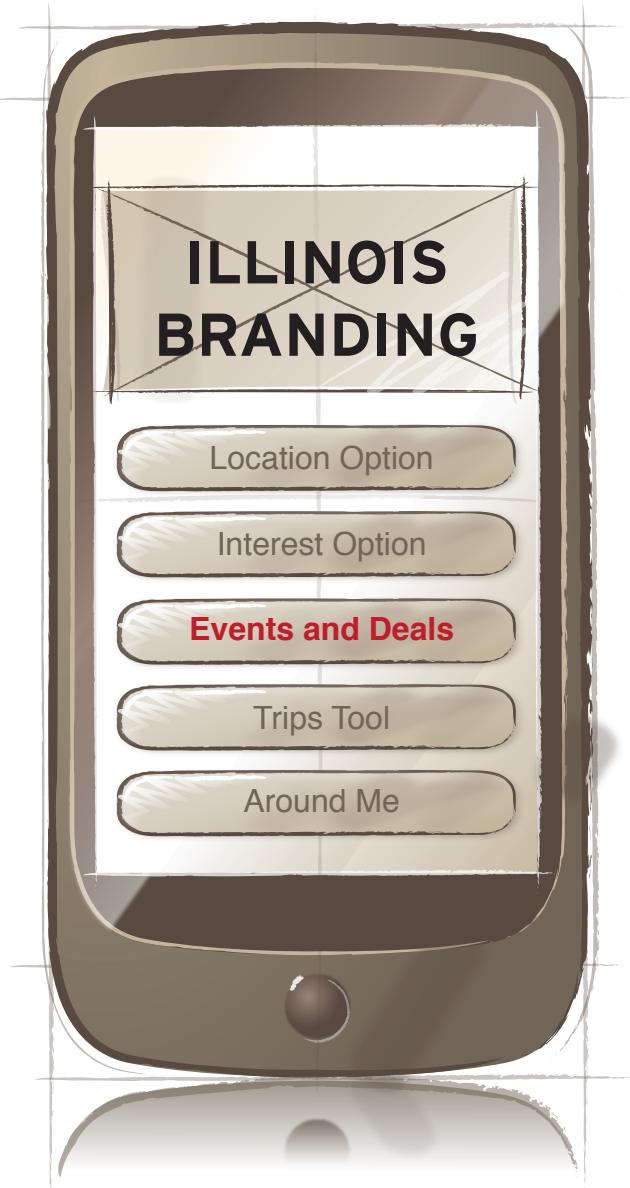 ILLINOIS
BRANDING
Location Option
Interest Option
Events and Deals
Trips Tool
Around Me